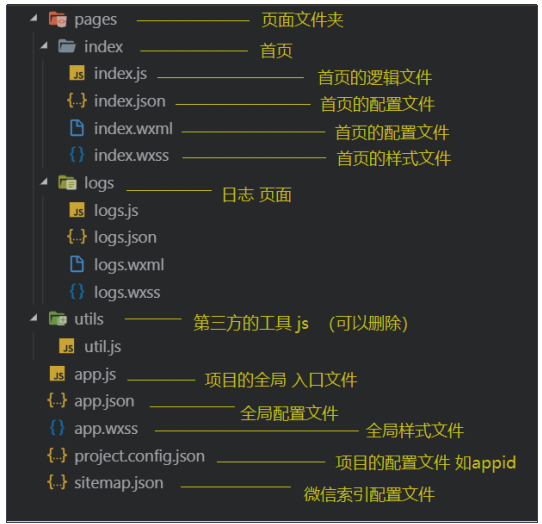 pages 页面文件夹
index 首页
JS index.js 首页的逻辑文件
{..} index.json 首页的配置文件
index.wxml 首页的配置文件
{} index.wxss 首页的样式文件
logs 日志 页面
JS logs.js
{..} logs.json
logs.wxml
{} logs.wxss
utils 第三方的工具 js (可以删除)
JS util.js
JS app.js 项目的全局 入口文件
{..} app.json 全局配置文件
{} app.wxss 全局样式文件
{..} project.config.json 项目的配置文件 如appid
{..} sitemap.json 微信索引配置文件